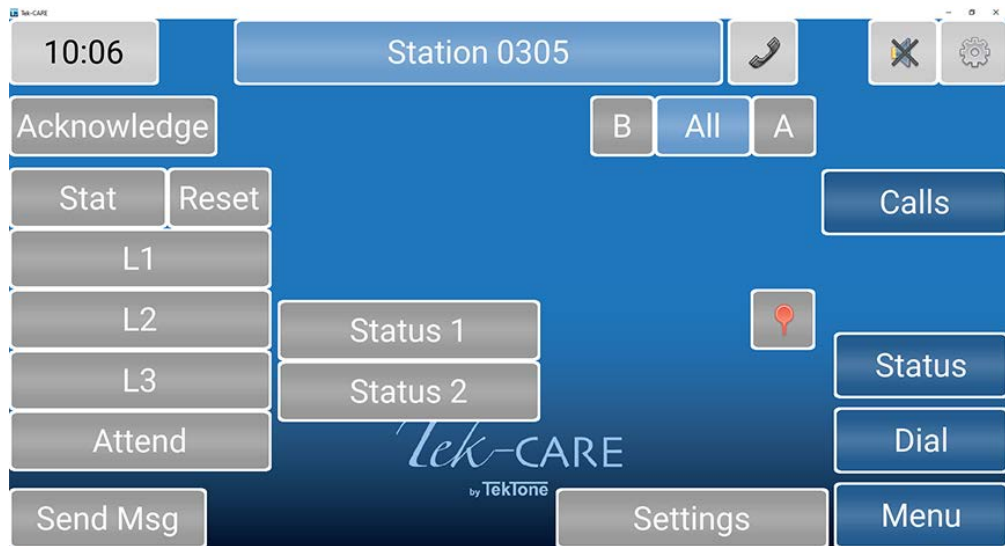 Tek-CARE
10:06
Station 0305
Acknowledge
B All A
Stat Reset
Calls
L1
L2
Status 1
L3
Status 2
Status
Attend
Tek-CARE
by TekTone
Dial
Send Msg
Settings
Menu